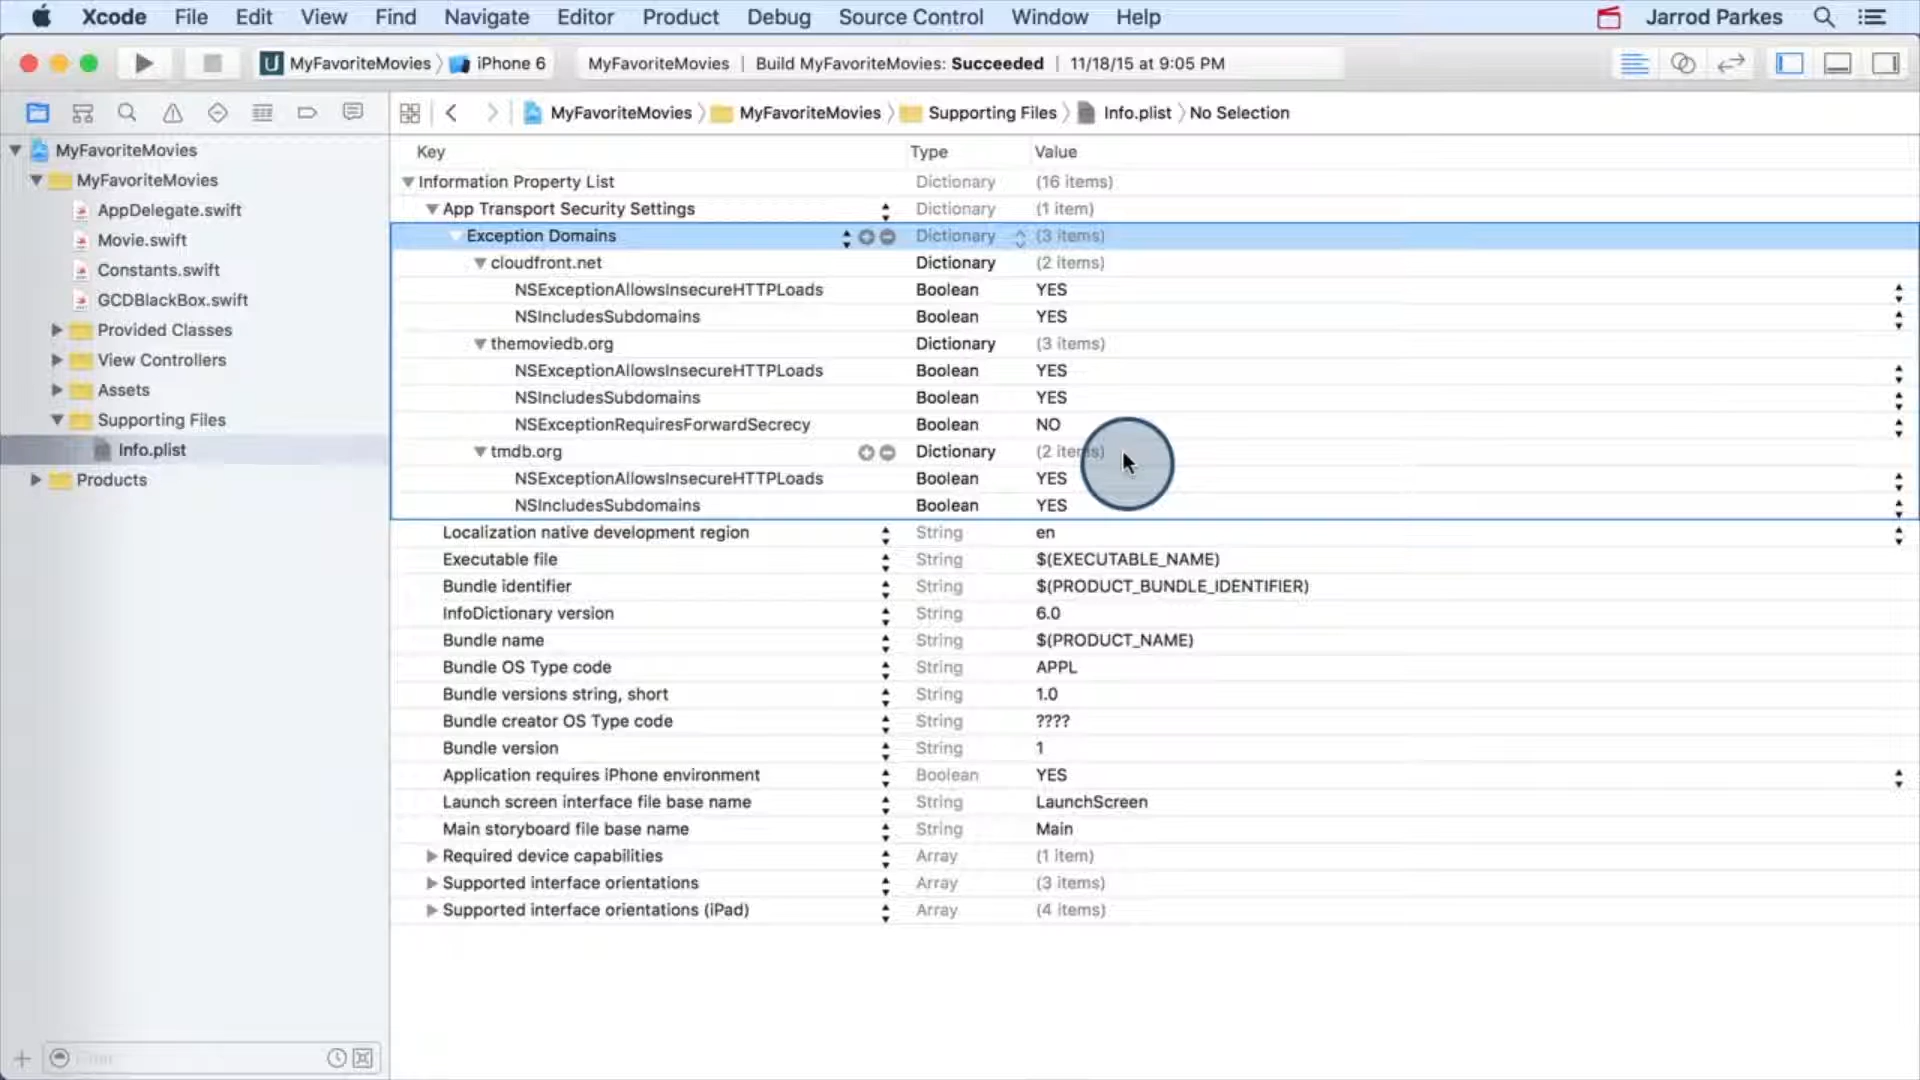 Xcode File Edit View Find Navigate Editor Product Debug Source Control Window Help Jarrod Parkes
MyFavoriteMovies iPhone 6 MyFavoriteMovies | Build MyFavoriteMovies: Succeeded | 11/18/15 at 9:05 PM
MyFavoriteMovies MyFavoriteMovies Supporting Files Info.plist No Selection
MyFavoriteMovies
MyFavoriteMovies
AppDelegate.swift
Movie.swift
Constants.swift
GCDBlackBox.swift
Provided Classes
View Controllers
Assets
Supporting Files
Info.plist
Products
Key Type Value
Information Property List Dictionary (16 items)
App Transport Security Settings Dictionary (1 item)
Exception Domains Dictionary (3 items)
cloudfront.net Dictionary (2 items)
NSExceptionAllowsInsecureHTTPLoads Boolean YES
NSIncludesSubdomains Boolean YES
themoviedb.org Dictionary (3 items)
NSExceptionAllowsInsecureHTTPLoads Boolean YES
NSIncludesSubdomains Boolean YES
NSExceptionRequiresForwardSecrecy Boolean NO
tmdb.org Dictionary (2 items)
NSExceptionAllowsInsecureHTTPLoads Boolean YES
NSIncludesSubdomains Boolean YES
Localization native development region String en
Executable file String $(EXECUTABLE_NAME)
Bundle identifier String $(PRODUCT_BUNDLE_IDENTIFIER)
InfoDictionary version String 6.0
Bundle name String $(PRODUCT_NAME)
Bundle OS Type code String APPL
Bundle versions string, short String 1.0
Bundle creator OS Type code String ????
Bundle version String 1
Application requires iPhone environment Boolean YES
Launch screen interface file base name String LaunchScreen
Main storyboard file base name String Main
Required device capabilities Array (1 item)
Supported interface orientations Array (3 items)
Supported interface orientations (iPad) Array (4 items)